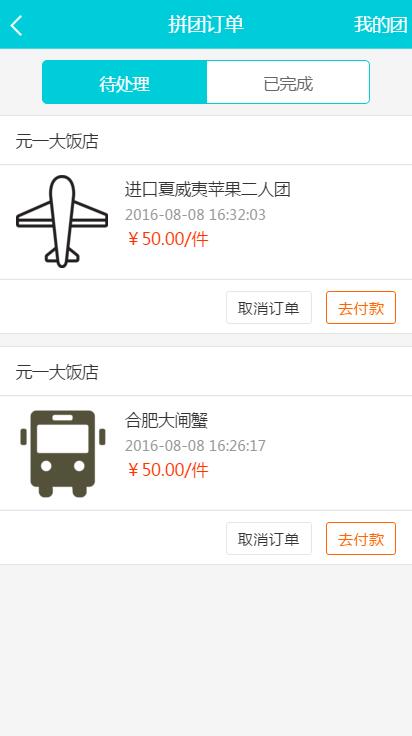 拼团订单
我的团
待处理
已完成
元一大饭店
进口夏威夷苹果二人团
2016-08-08 16:32:03
￥50.00/件
取消订单
去付款
元一大饭店
合肥大闸蟹
2016-08-08 16:26:17
￥50.00/件
取消订单
去付款